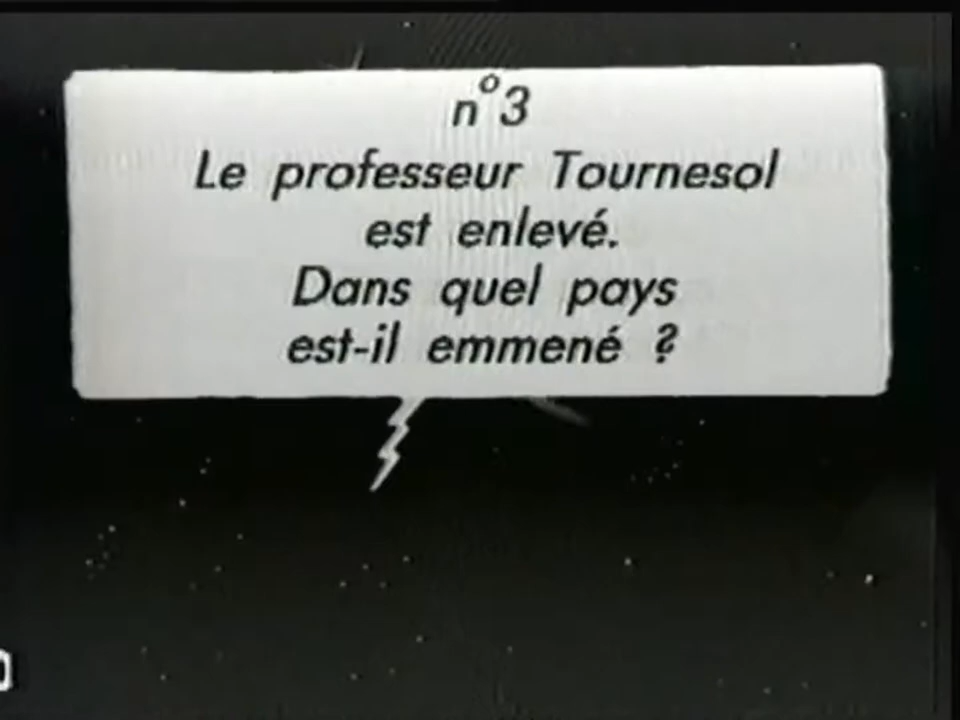 n°3
Le professeur Tournesol
est enlevé.
Dans quel pays
est-il emmené ?